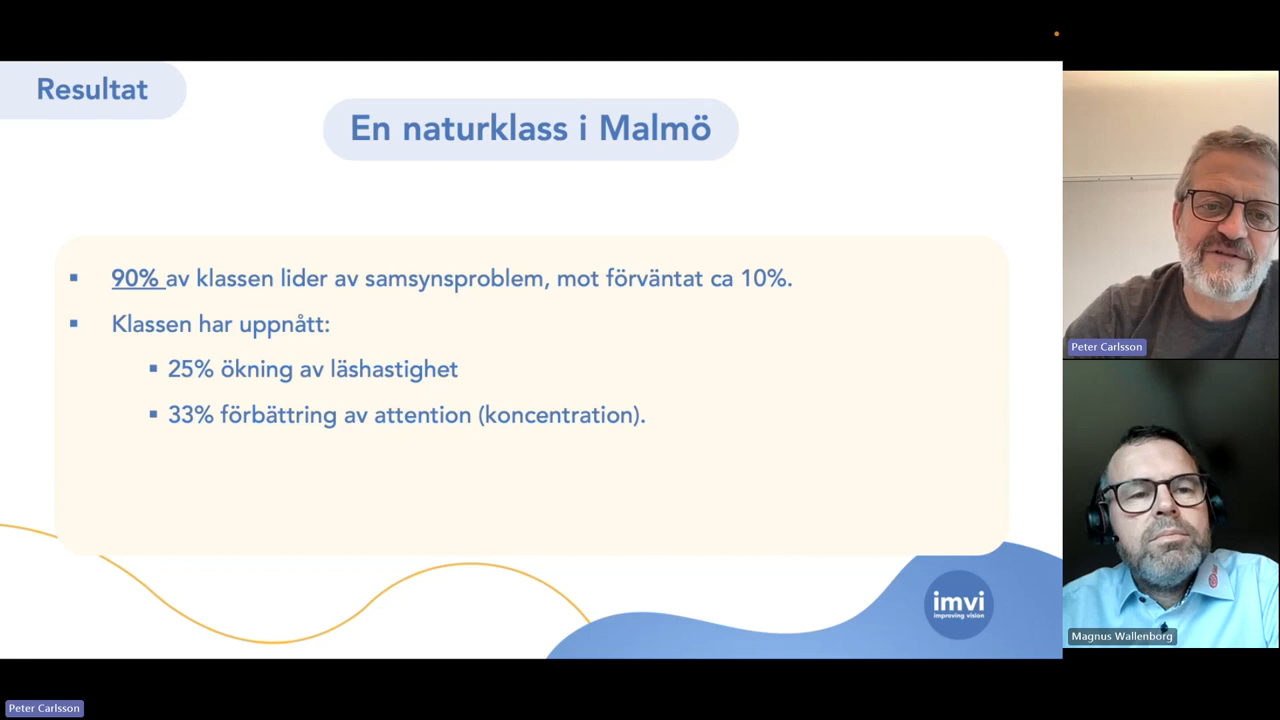 Resultat
En naturklass i Malmö
90% av klassen lider av samsynsproblem, mot förväntat ca 10%.
Klassen har uppnått:
25% ökning av läshastighet
33% förbättring av attention (koncentration).
imvi
improving vision
Peter Carlsson
Magnus Wallenborg
Peter Carlsson